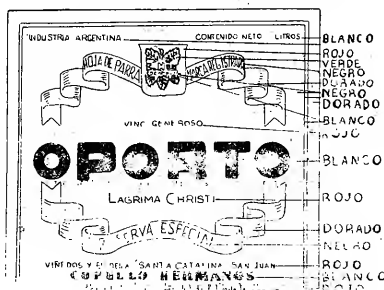 INDUSTRIA ARGENTINA CONTENIDO NETO LITROS BLANCO
ROJO
VERDE
NEGRO
HOJA DE PARRA MARCA REGISTRADA DORADO
NEGRO
DORADO
BLANCO
VINO GENEROSO ROJO
OPORTO BLANCO
LAGRIMA CHRISTI ROJO
DORADO
RESERVA ESPECIAL NEGRO
VIÑEDOS Y BODEGA "SANTA CATALINA" SAN JUAN ROJO
COPELLO HERMANOS BLANCO
ROJO